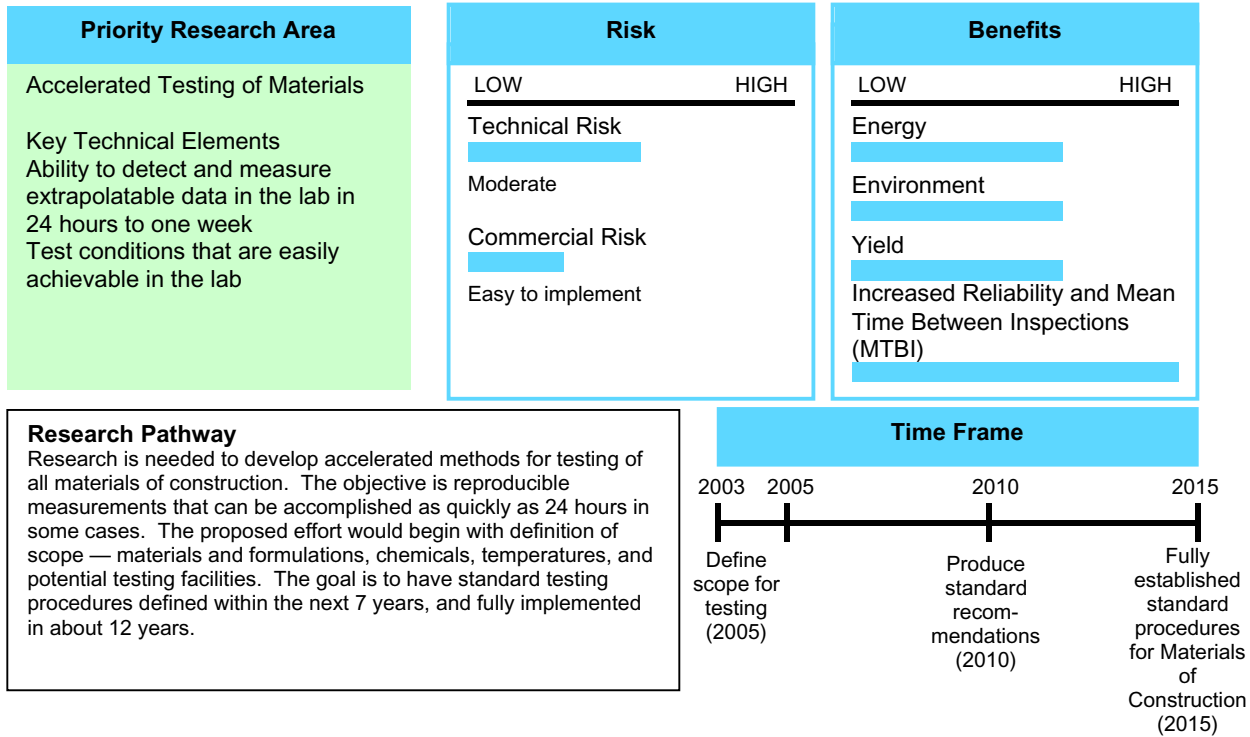 Priority Research Area
Accelerated Testing of Materials
Key Technical Elements
Ability to detect and measure
extrapolatable data in the lab in
24 hours to one week
Test conditions that are easily
achievable in the lab
Risk
LOW HIGH
Technical Risk
Moderate
Commercial Risk
Easy to implement
Benefits
LOW HIGH
Energy
Environment
Yield
Increased Reliability and Mean
Time Between Inspections
(MTBI)
Research Pathway
Research is needed to develop accelerated methods for testing of
all materials of construction.  The objective is reproducible
measurements that can be accomplished as quickly as 24 hours in
some cases.  The proposed effort would begin with definition of
scope — materials and formulations, chemicals, temperatures, and
potential testing facilities.  The goal is to have standard testing
procedures defined within the next 7 years, and fully implemented
in about 12 years.
Time Frame
2003 2005 2010 2015
Define
scope for
testing
(2005)
Produce
standard
recom-
mendations
(2010)
Fully
established
standard
procedures
for Materials
of
Construction
(2015)